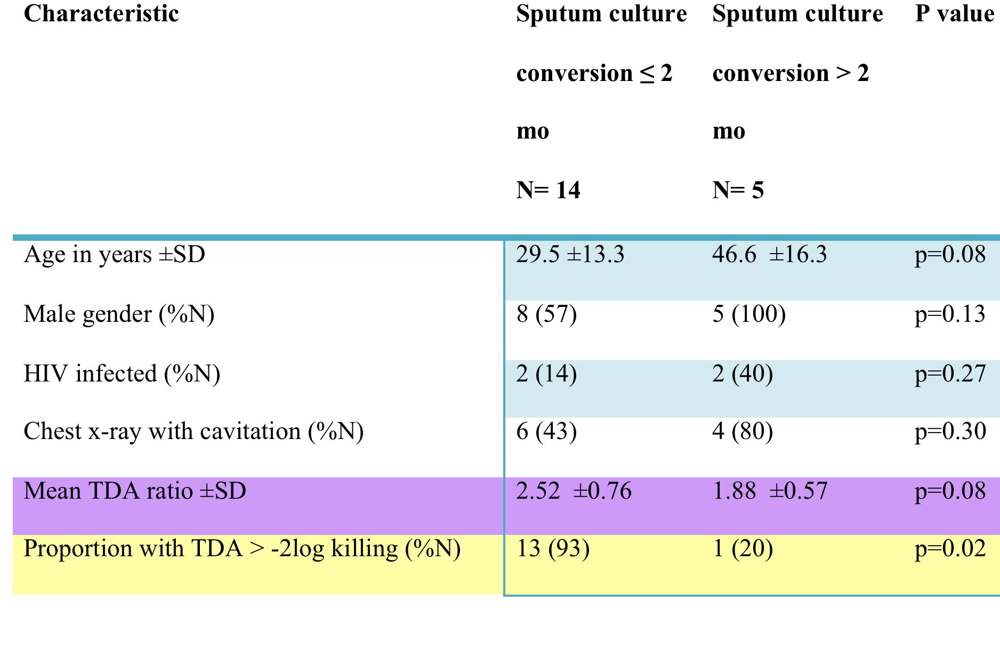 Characteristic Sputum culture Sputum culture P value
conversion ≤ 2 conversion > 2
mo mo
N= 14 N= 5
Age in years ±SD 29.5 ±13.3 46.6 ±16.3 p=0.08
Male gender (%N) 8 (57) 5 (100) p=0.13
HIV infected (%N) 2 (14) 2 (40) p=0.27
Chest x-ray with cavitation (%N) 6 (43) 4 (80) p=0.30
Mean TDA ratio ±SD 2.52 ±0.76 1.88 ±0.57 p=0.08
Proportion with TDA > -2log killing (%N) 13 (93) 1 (20) p=0.02